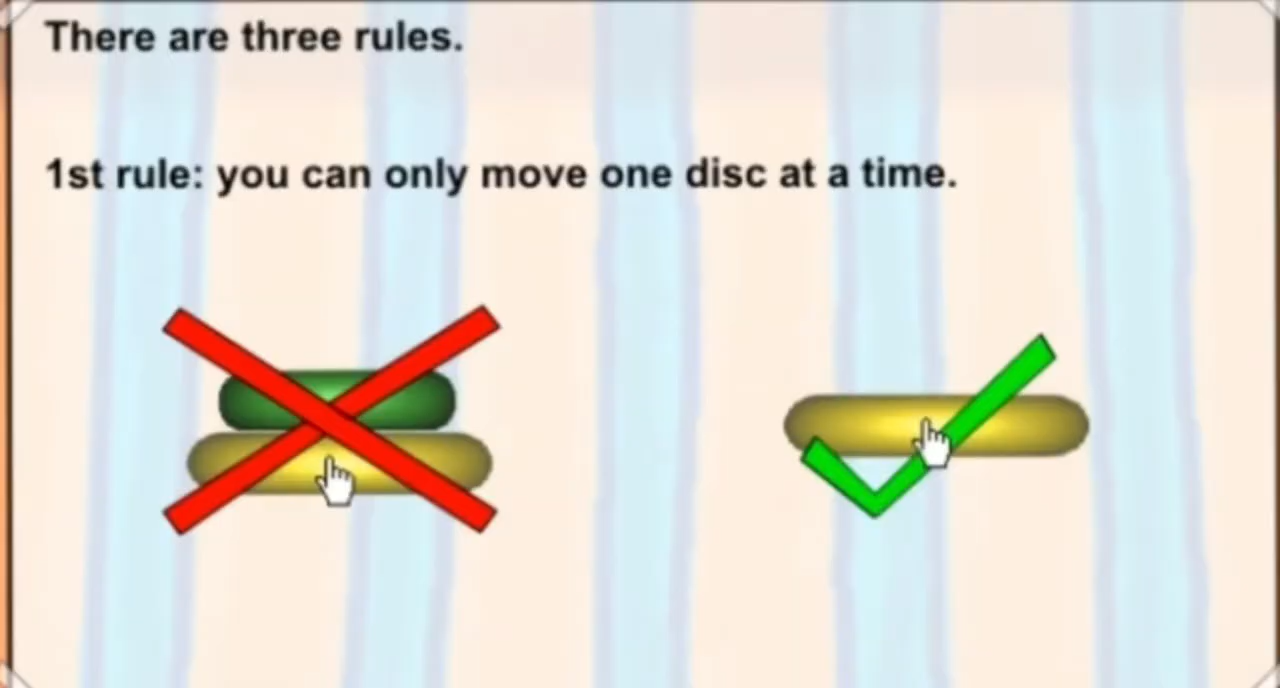 There are three rules.
1st rule: you can only move one disc at a time.